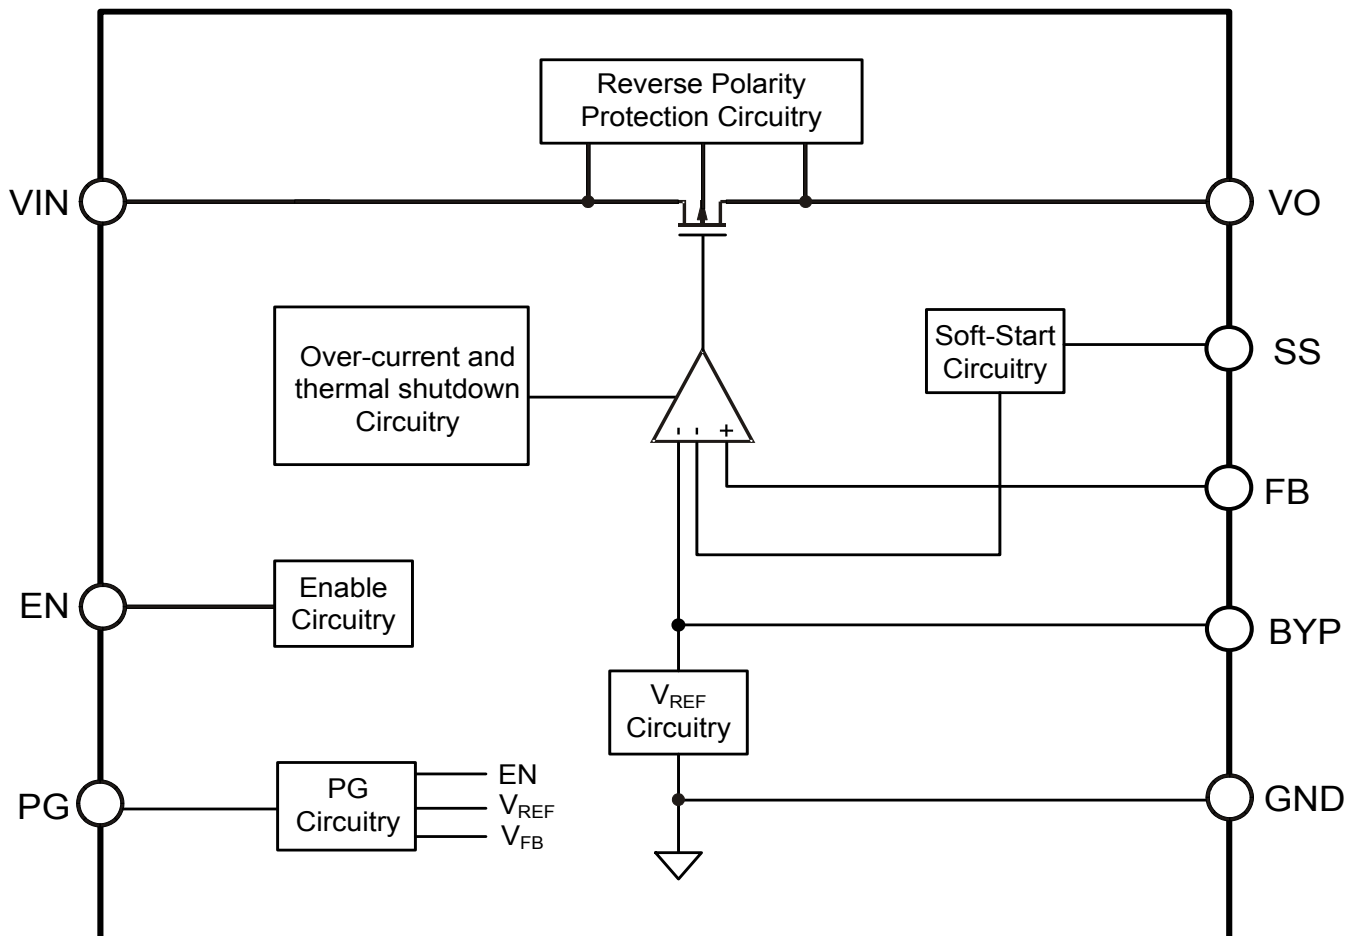 Reverse Polarity
Protection Circuitry
VIN
VO
Over-current and
thermal shutdown
Circuitry
Soft-Start
Circuitry
SS
- - +
FB
Enable
Circuitry
EN
BYP
VREF
Circuitry
PG
Circuitry
EN
VREF
VFB
PG
GND